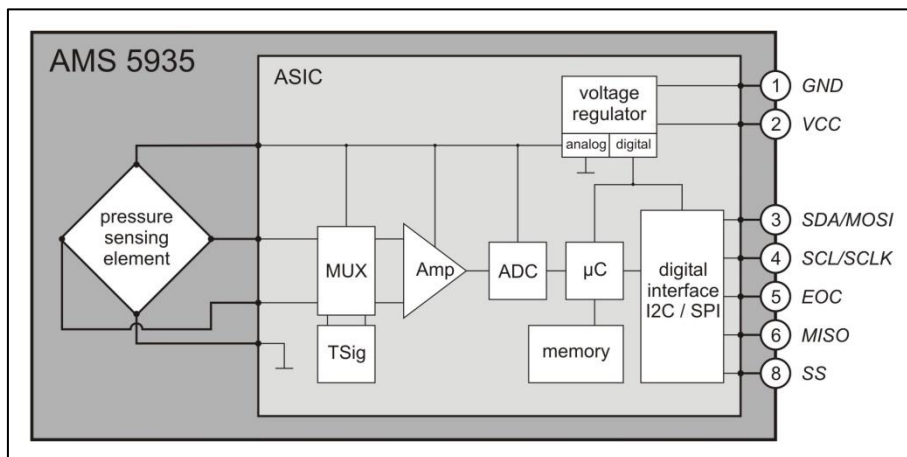 AMS 5935
ASIC
voltage
regulator
analog digital
pressure
sensing
element
MUX
TSig
Amp
ADC
µC
memory
digital
interface
I2C / SPI
1 GND
2 VCC
3 SDA/MOSI
4 SCL/SCLK
5 EOC
6 MISO
8 SS